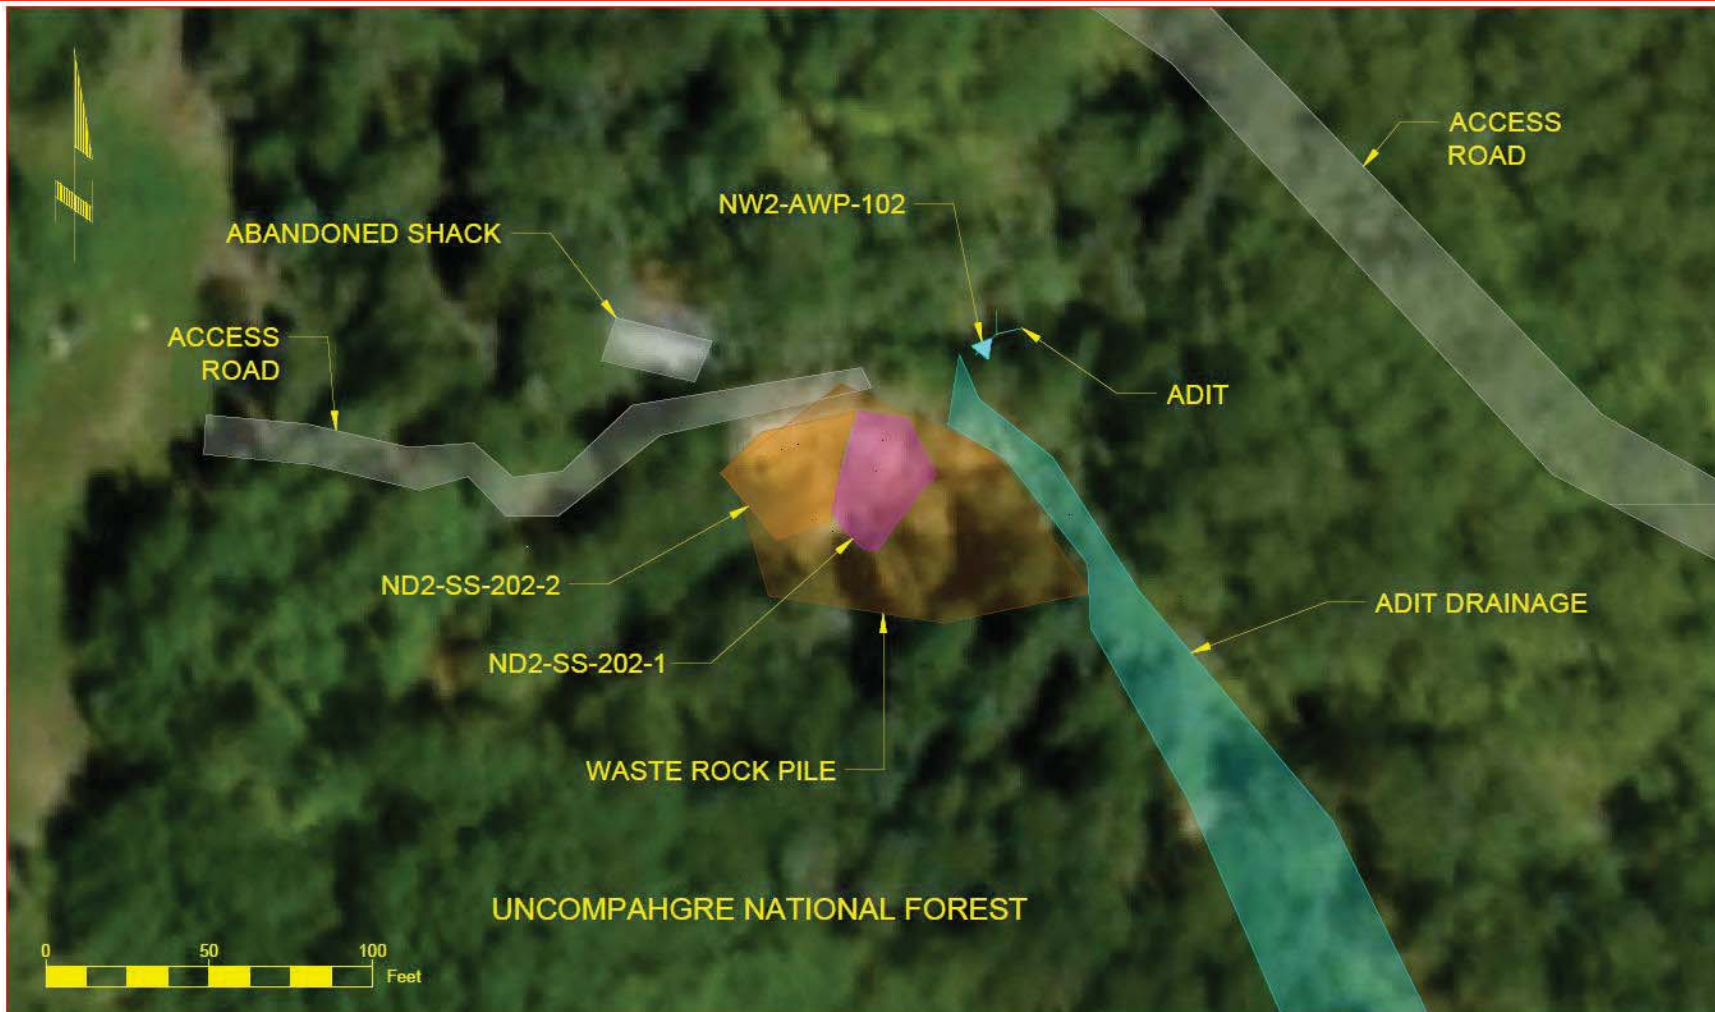 ACCESS
ROAD
NW2-AWP-102
ABANDONED SHACK
ACCESS
ROAD
ADIT
ND2-SS-202-2
ADIT DRAINAGE
ND2-SS-202-1
WASTE ROCK PILE
UNCOMPAHGRE NATIONAL FOREST
0 50 100
Feet